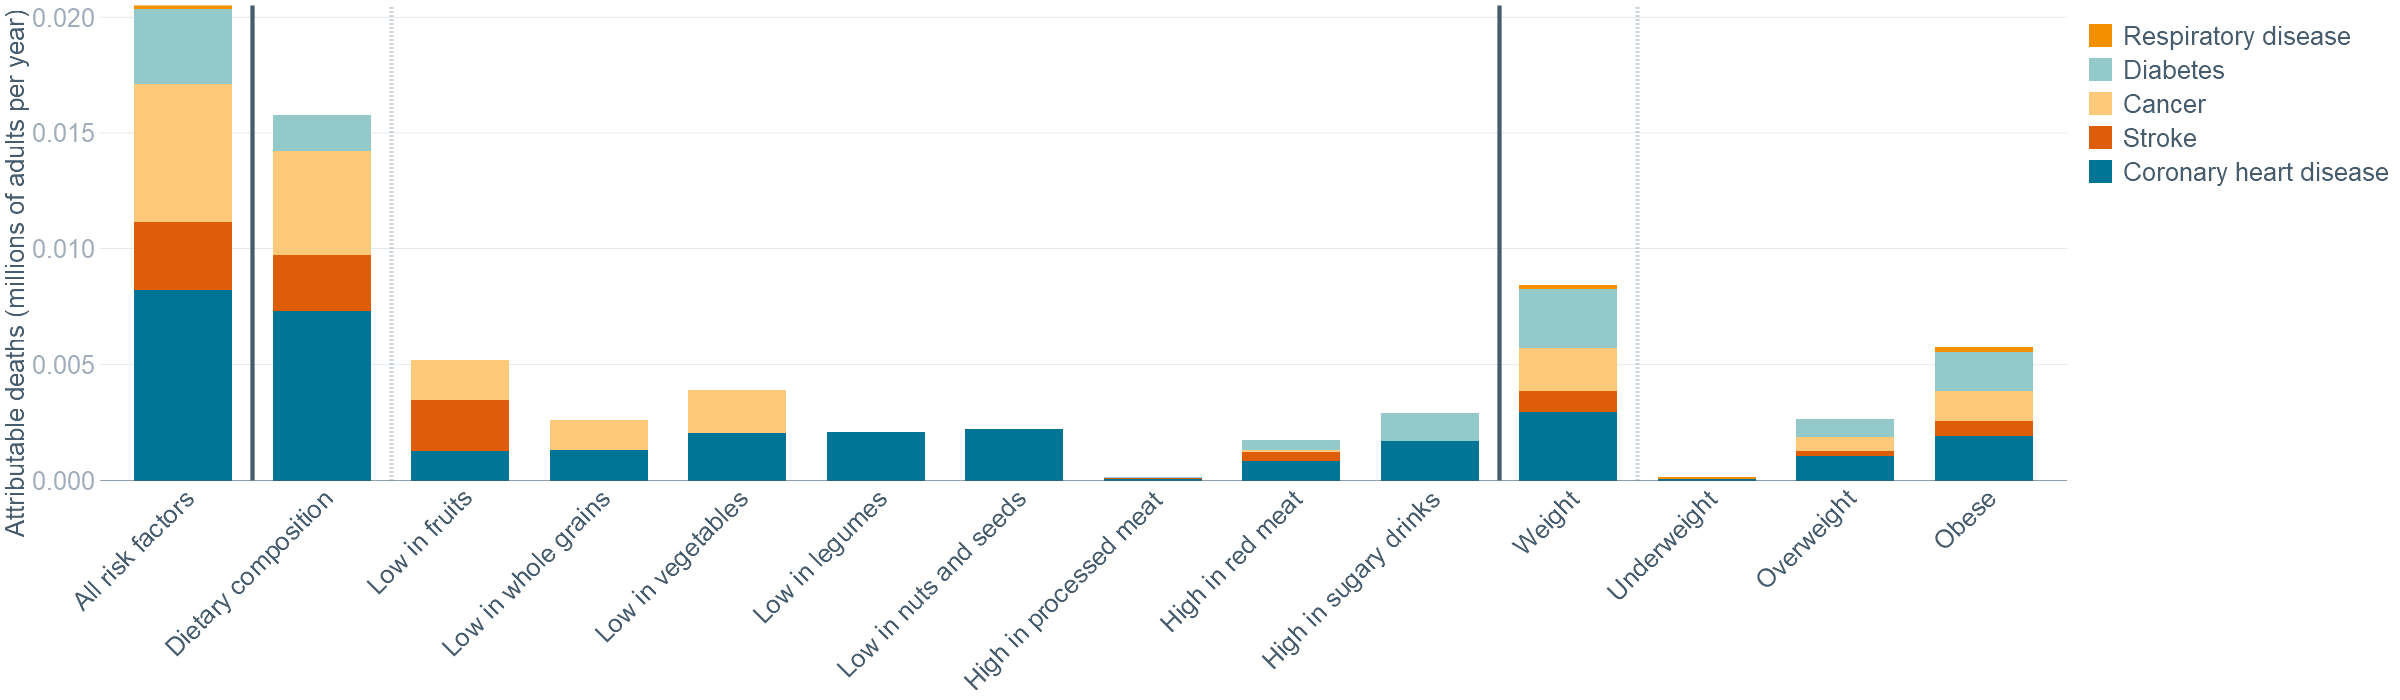 Attributable deaths (millions of adults per year)
0.020
0.015
0.010
0.005
0.000
All risk factors
Dietary composition
Low in fruits
Low in whole grains
Low in vegetables
Low in legumes
Low in nuts and seeds
High in processed meat
High in red meat
High in sugary drinks
Weight
Underweight
Overweight
Obese
Respiratory disease
Diabetes
Cancer
Stroke
Coronary heart disease